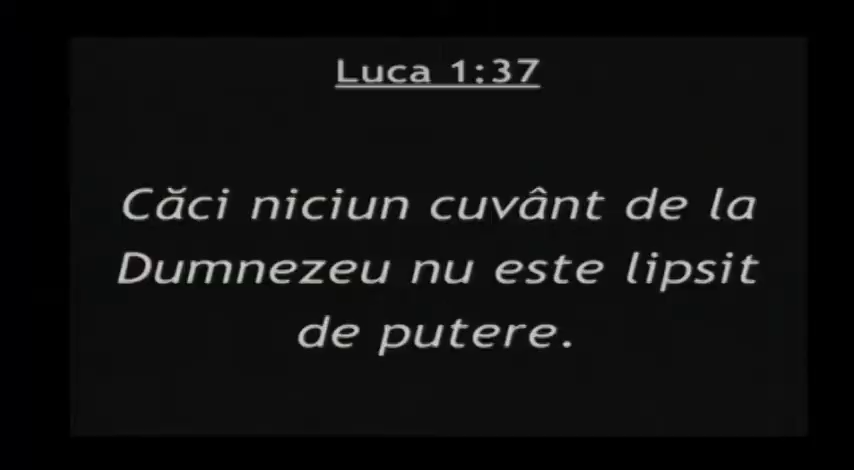 Luca 1:37
Căci niciun cuvânt de la
Dumnezeu nu este lipsit
de putere.